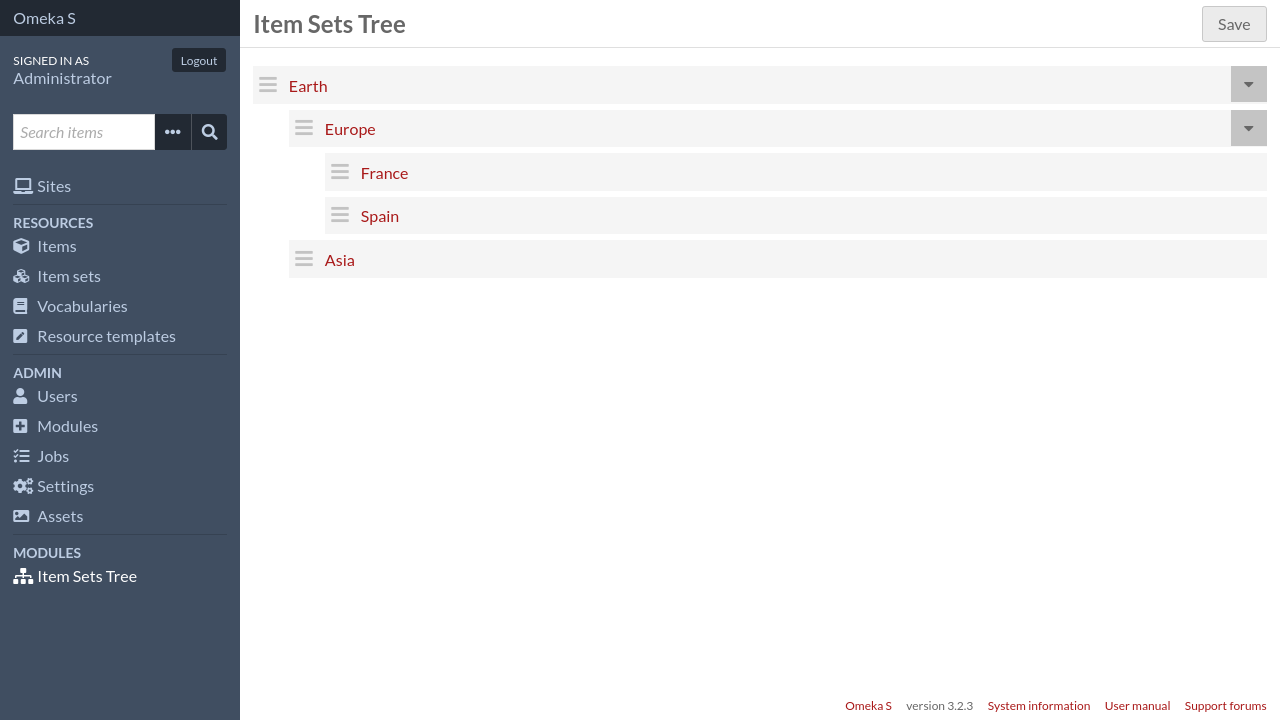 Omeka S
SIGNED IN AS
Administrator
Logout
Search items
Sites
RESOURCES
Items
Item sets
Vocabularies
Resource templates
ADMIN
Users
Modules
Jobs
Settings
Assets
MODULES
Item Sets Tree
Item Sets Tree
Save
Earth
Europe
France
Spain
Asia
Omeka S version 3.2.3 System information User manual Support forums